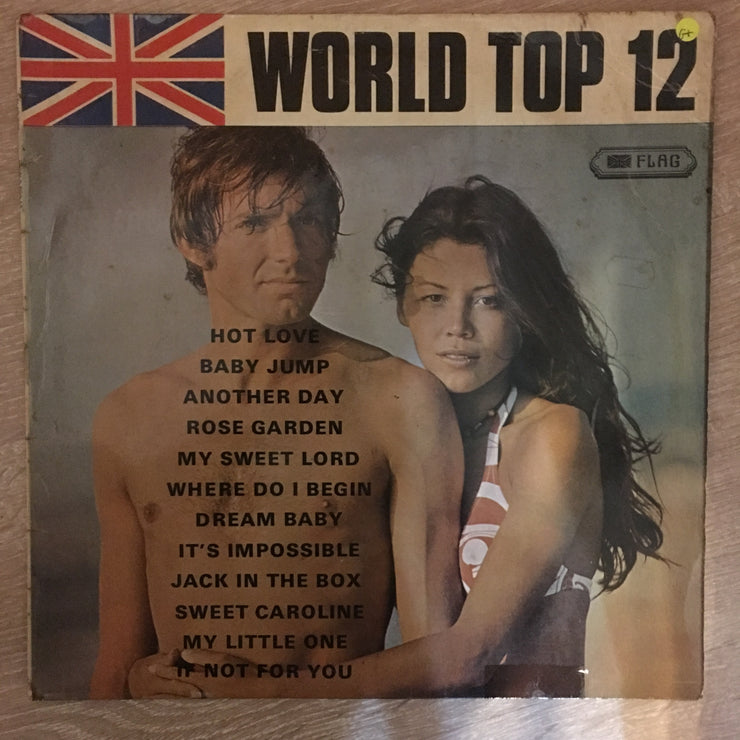 WORLD TOP 12
G+
FLAG
HOT LOVE
BABY JUMP
ANOTHER DAY
ROSE GARDEN
MY SWEET LORD
WHERE DO I BEGIN
DREAM BABY
IT'S IMPOSSIBLE
JACK IN THE BOX
SWEET CAROLINE
MY LITTLE ONE
IF NOT FOR YOU